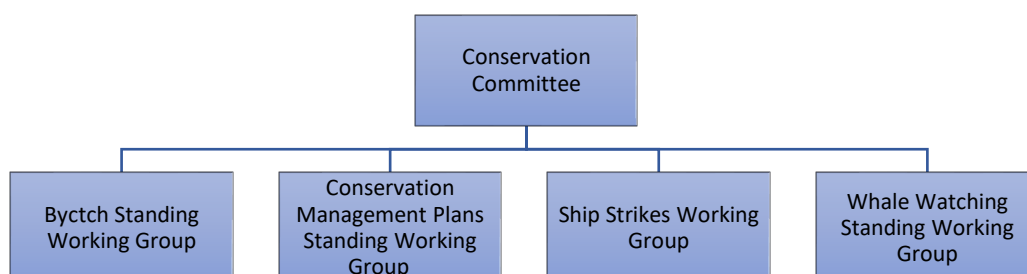 Conservation
Committee
Byctch Standing
Working Group
Conservation
Management Plans
Standing Working
Group
Ship Strikes Working
Group
Whale Watching
Standing Working
Group